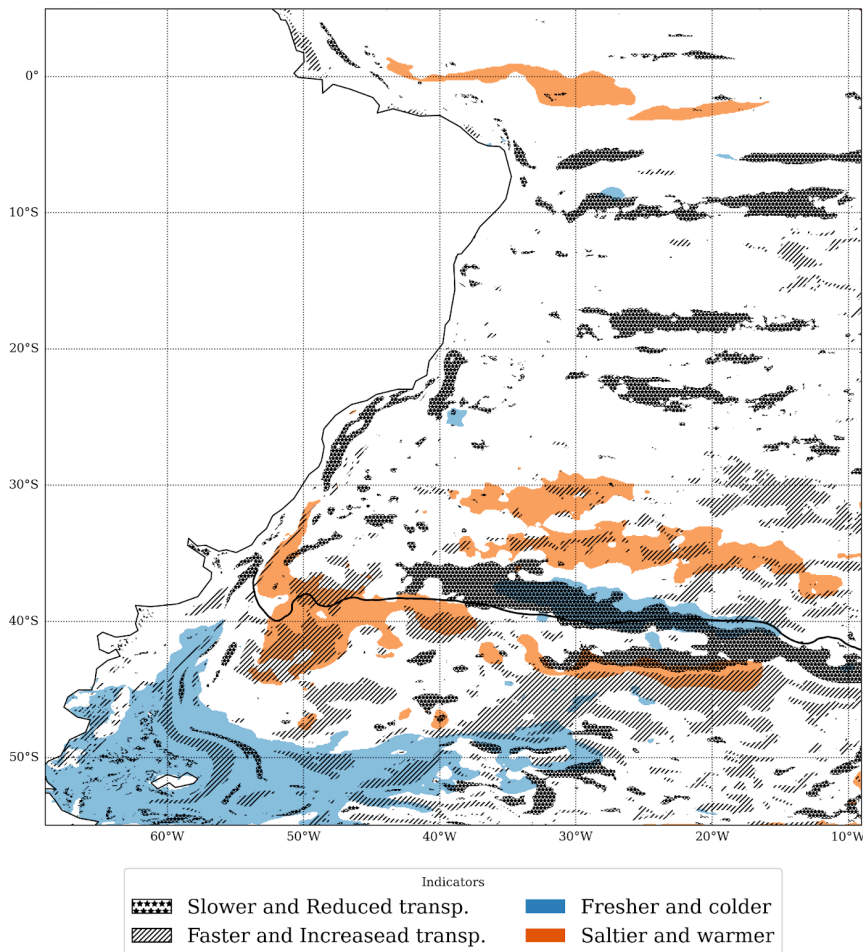 0°
10°S
20°S
30°S
40°S
50°S
60°W
50°W
40°W
30°W
20°W
10°W
Indicators
Slower and Reduced transp.
Fresher and colder
Faster and Increasead transp.
Saltier and warmer